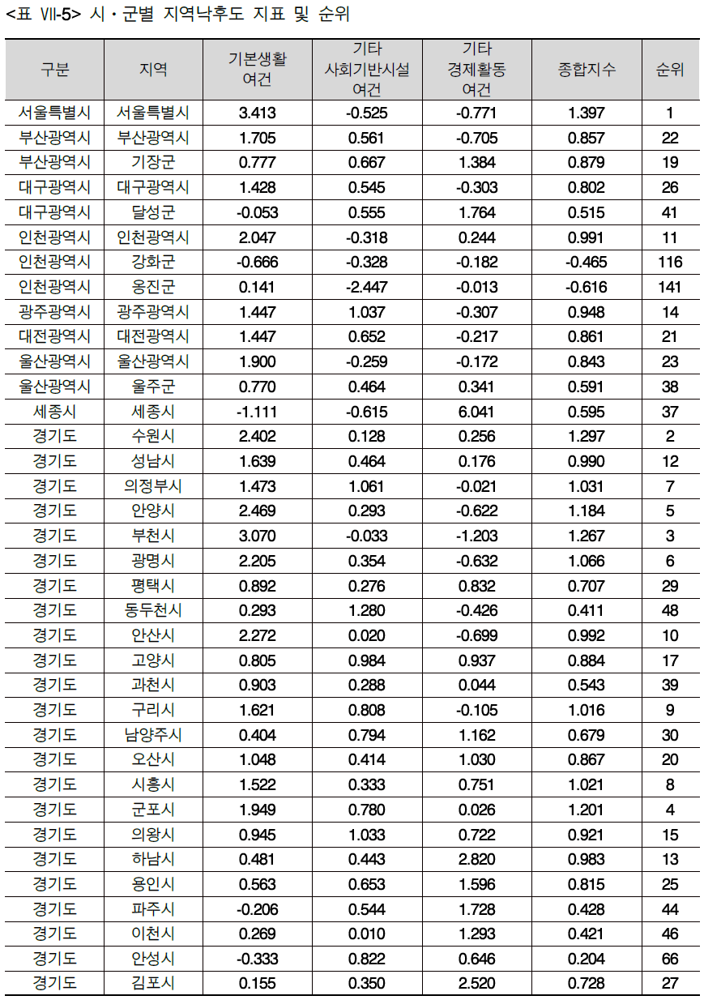 <표 Ⅶ-5> 시・군별 지역낙후도 지표 및 순위
구분 지역 기본생활 여건 기타 사회기반시설 여건 기타 경제활동 여건 종합지수 순위
서울특별시 서울특별시 3.413 -0.525 -0.771 1.397 1
부산광역시 부산광역시 1.705 0.561 -0.705 0.857 22
부산광역시 기장군 0.777 0.667 1.384 0.879 19
대구광역시 대구광역시 1.428 0.545 -0.303 0.802 26
대구광역시 달성군 -0.053 0.555 1.764 0.515 41
인천광역시 인천광역시 2.047 -0.318 0.244 0.991 11
인천광역시 강화군 -0.666 -0.328 -0.182 -0.465 116
인천광역시 옹진군 0.141 -2.447 -0.013 -0.616 141
광주광역시 광주광역시 1.447 1.037 -0.307 0.948 14
대전광역시 대전광역시 1.447 0.652 -0.217 0.861 21
울산광역시 울산광역시 1.900 -0.259 -0.172 0.843 23
울산광역시 울주군 0.770 0.464 0.341 0.591 38
세종시 세종시 -1.111 -0.615 6.041 0.595 37
경기도 수원시 2.402 0.128 0.256 1.297 2
경기도 성남시 1.639 0.464 0.176 0.990 12
경기도 의정부시 1.473 1.061 -0.021 1.031 7
경기도 안양시 2.469 0.293 -0.622 1.184 5
경기도 부천시 3.070 -0.033 -1.203 1.267 3
경기도 광명시 2.205 0.354 -0.632 1.066 6
경기도 평택시 0.892 0.276 0.832 0.707 29
경기도 동두천시 0.293 1.280 -0.426 0.411 48
경기도 안산시 2.272 0.020 -0.699 0.992 10
경기도 고양시 0.805 0.984 0.937 0.884 17
경기도 과천시 0.903 0.288 0.044 0.543 39
경기도 구리시 1.621 0.808 -0.105 1.016 9
경기도 남양주시 0.404 0.794 1.162 0.679 30
경기도 오산시 1.048 0.414 1.030 0.867 20
경기도 시흥시 1.522 0.333 0.751 1.021 8
경기도 군포시 1.949 0.780 0.026 1.201 4
경기도 의왕시 0.945 1.033 0.722 0.921 15
경기도 하남시 0.481 0.443 2.820 0.983 13
경기도 용인시 0.563 0.653 1.596 0.815 25
경기도 파주시 -0.206 0.544 1.728 0.428 44
경기도 이천시 0.269 0.010 1.293 0.421 46
경기도 안성시 -0.333 0.822 0.646 0.204 66
경기도 김포시 0.155 0.350 2.520 0.728 27